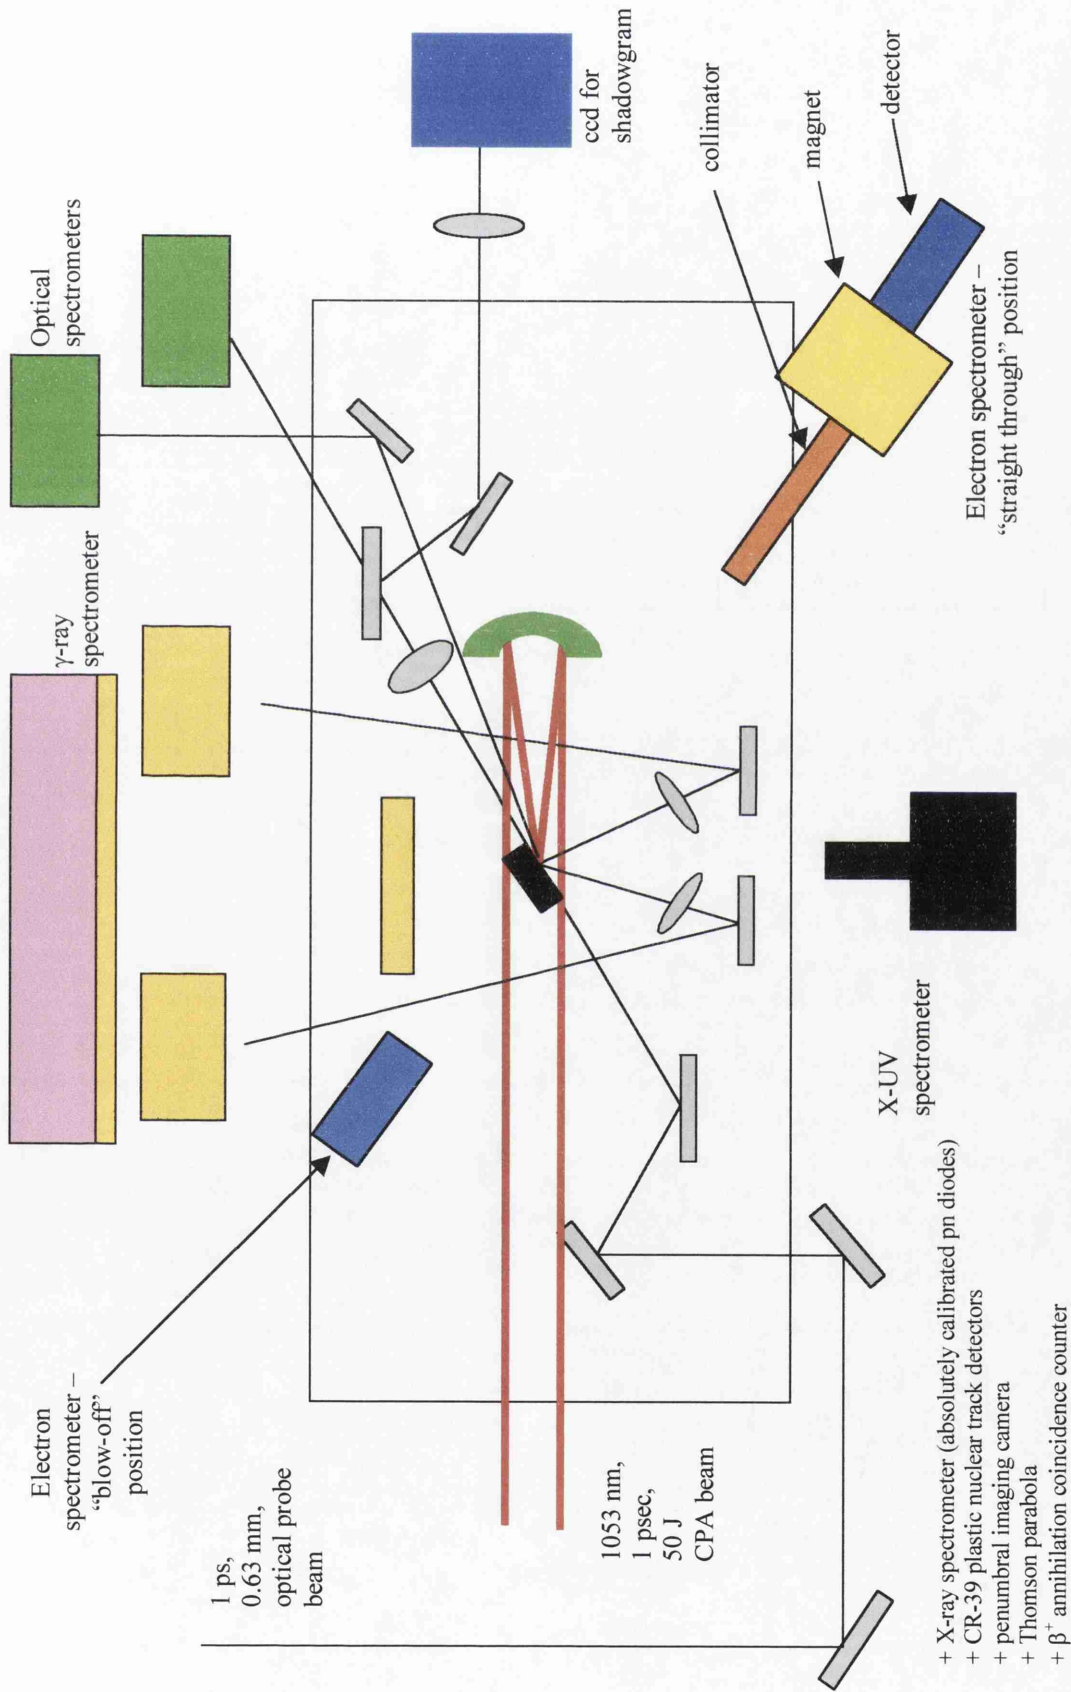 Electron
spectrometer –
“blow-off”
position
γ-ray
spectrometer
Optical
spectrometers
ccd for
shadowgram
1 ps,
0.63 mm,
optical probe
beam
1053 nm,
1 psec,
50 J
CPA beam
collimator
magnet
detector
Electron spectrometer –
“straight through” position
X-UV
spectrometer
+ X-ray spectrometer (absolutely calibrated pn diodes)
+ CR-39 plastic nuclear track detectors
+ penumbral imaging camera
+ Thomson parabola
+ β⁺ annihilation coincidence counter